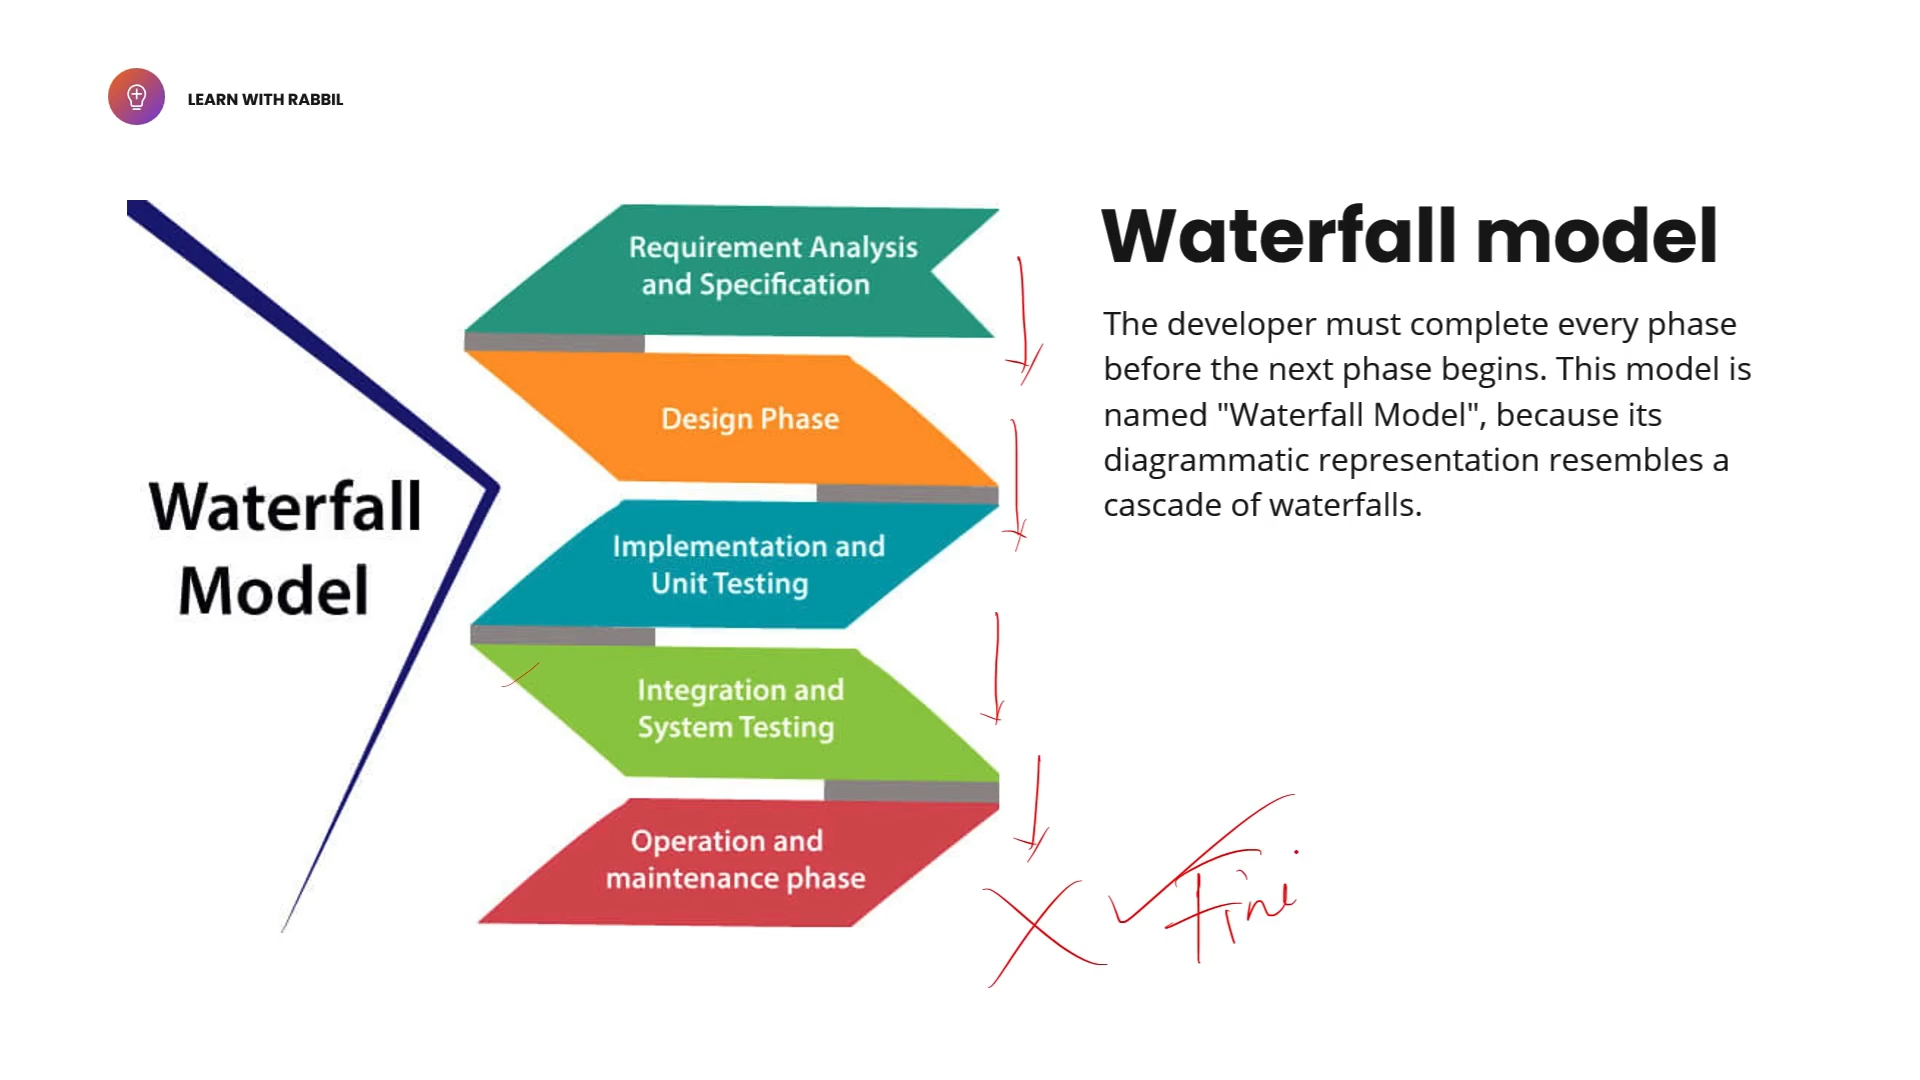 LEARN WITH RABBIL
Waterfall
Model
Requirement Analysis
and Specification
Design Phase
Implementation and
Unit Testing
Integration and
System Testing
Operation and
maintenance phase
Waterfall model
The developer must complete every phase
before the next phase begins. This model is
named "Waterfall Model", because its
diagrammatic representation resembles a
cascade of waterfalls.